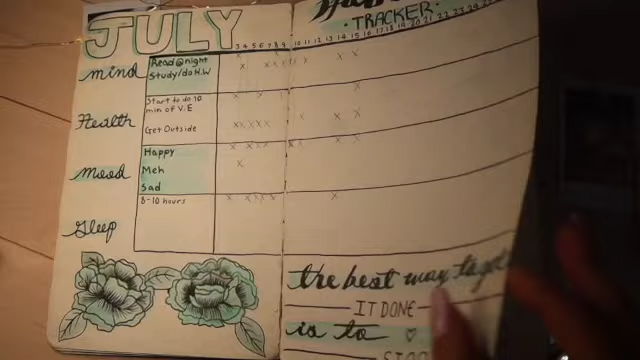 JULY
TRACKER
3 4 5 6 7 8 9 10 11 12 13 14 15 16 17 18 19 20 21 22 23 24 25
mind
Read@night
Study/do H.W
Health
Start to do 10
min of V.E
Get Outside
Mood
Happy
Meh
Sad
Sleep
8-10 hours
the best way to get
IT DONE
is to